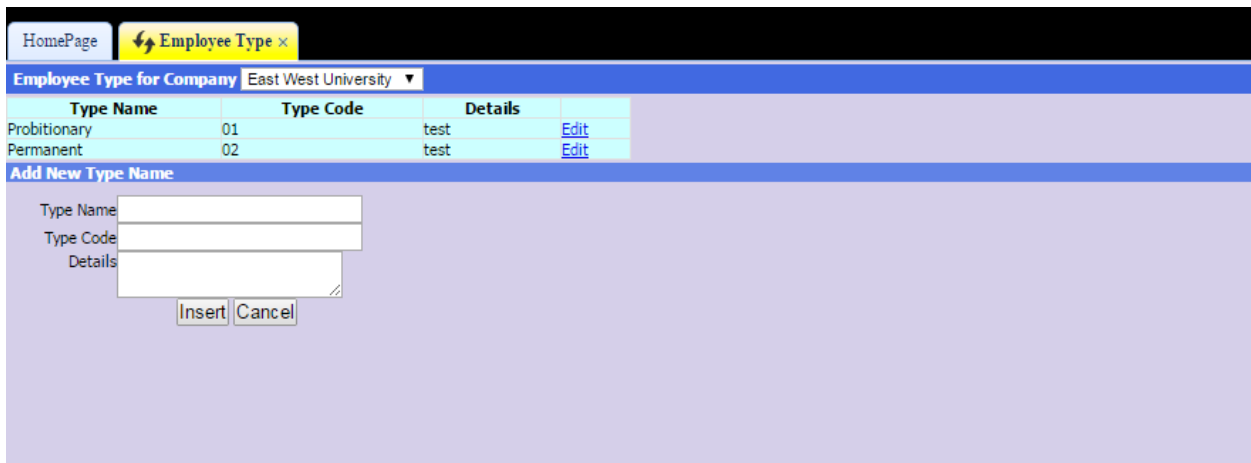 HomePage Employee Type ×
Employee Type for Company East West University ▼
Type Name Type Code Details
Probitionary 01 test Edit
Permanent 02 test Edit
Add New Type Name
Type Name
Type Code
Details
Insert Cancel